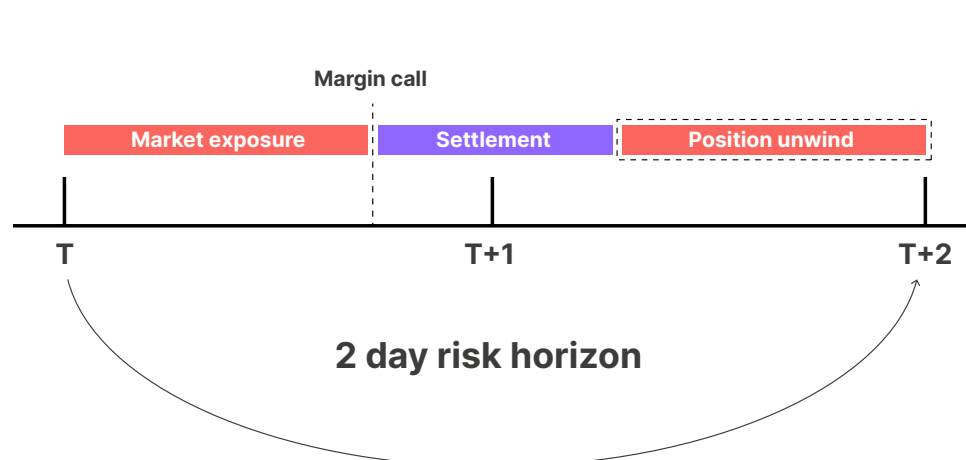 Margin call
Market exposure
Settlement
Position unwind
T
T+1
T+2
2 day risk horizon